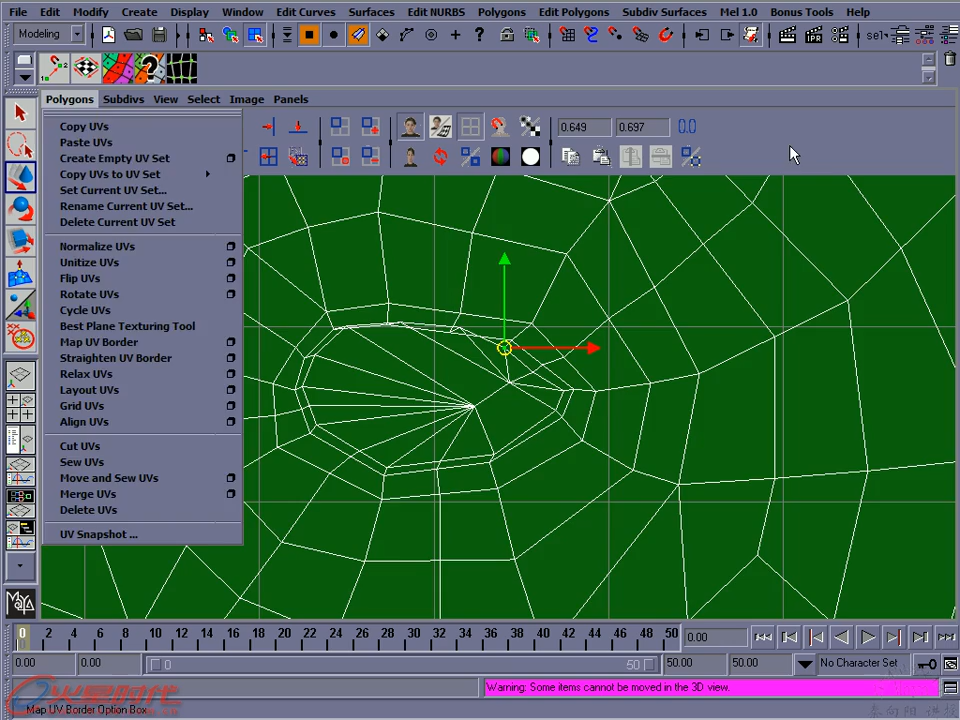 File Edit Modify Create Display Window Edit Curves Surfaces Edit NURBS Polygons Edit Polygons Subdiv Surfaces Mel 1.0 Bonus Tools Help
Modeling
sel
Polygons Subdivs View Select Image Panels
0.649 0.697
Copy UVs
Paste UVs
Create Empty UV Set
Copy UVs to UV Set
Set Current UV Set...
Rename Current UV Set...
Delete Current UV Set
Normalize UVs
Unitize UVs
Flip UVs
Rotate UVs
Cycle UVs
Best Plane Texturing Tool
Map UV Border
Straighten UV Border
Relax UVs
Layout UVs
Grid UVs
Align UVs
Cut UVs
Sew UVs
Move and Sew UVs
Merge UVs
Delete UVs
UV Snapshot ...
MAYA
0 2 4 6 8 10 12 14 16 18 20 22 24 26 28 30 32 34 36 38 40 42 44 46 48 50 0.00
0.00 0.00 0 50 50.00 50.00 No Character Set
Warning: Some items cannot be moved in the 3D view.
火星时代
Map UV Border Option Box